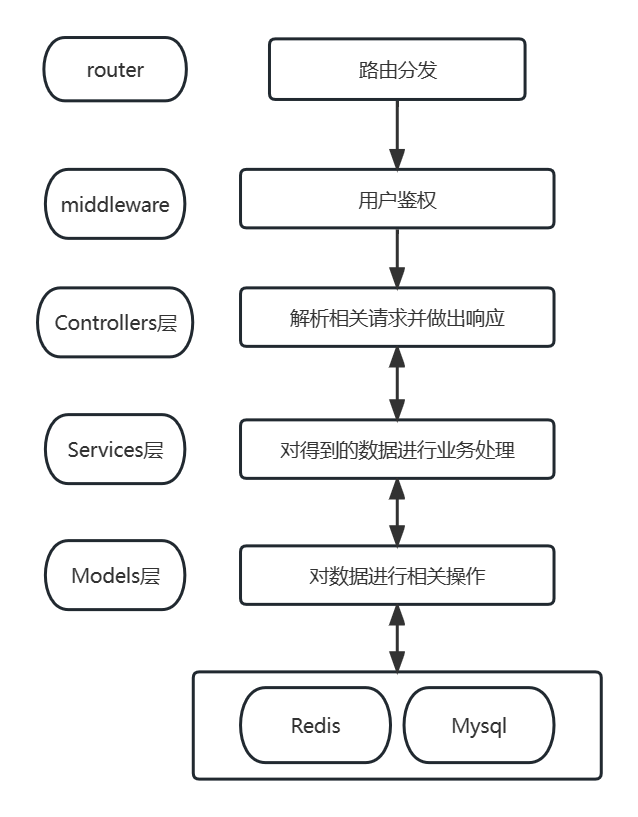 router
路由分发
middleware
用户鉴权
Controllers层
解析相关请求并做出响应
Services层
对得到的数据进行业务处理
Models层
对数据进行相关操作
Redis
Mysql